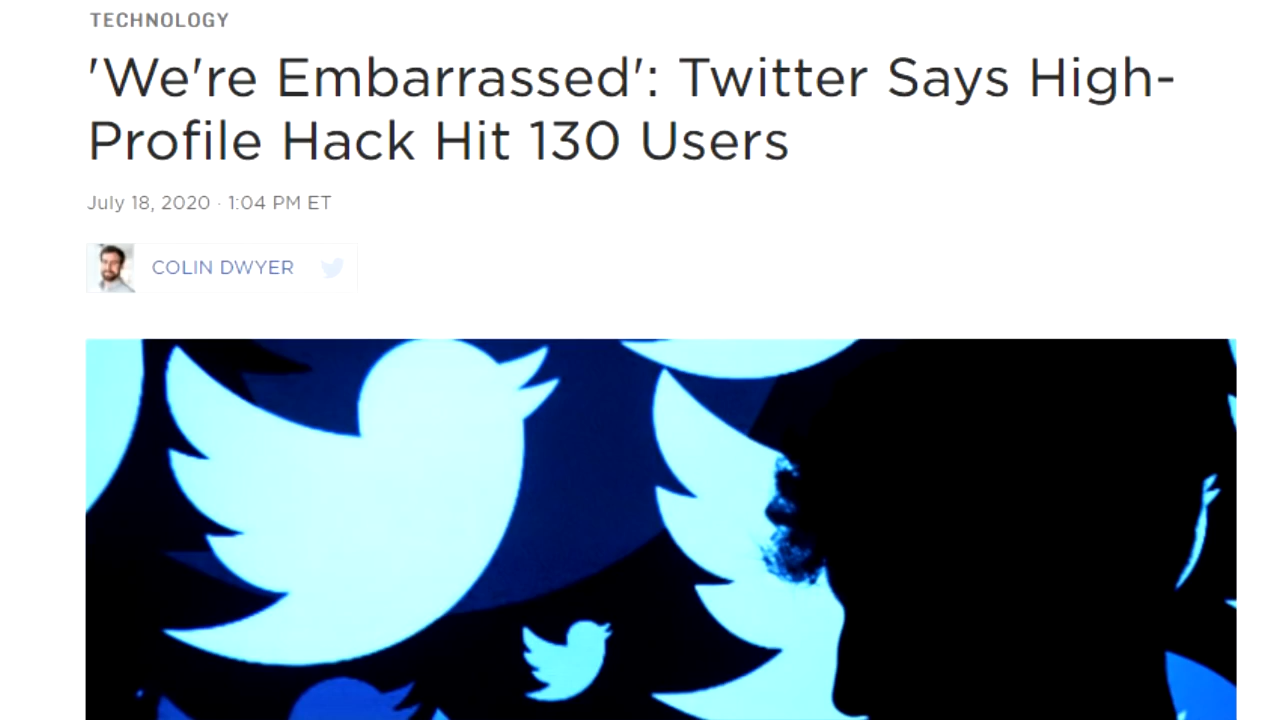 TECHNOLOGY
'We're Embarrassed': Twitter Says High-
Profile Hack Hit 130 Users
July 18, 2020 · 1:04 PM ET
COLIN DWYER